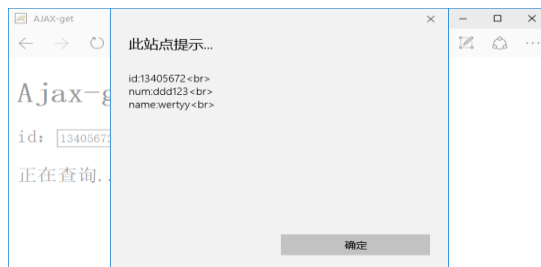 AJAX-get
此站点提示...
id:13405672<br>
num:ddd123<br>
name:wertyy<br>
Ajax-g
id: 13405672
正在查询..
确定